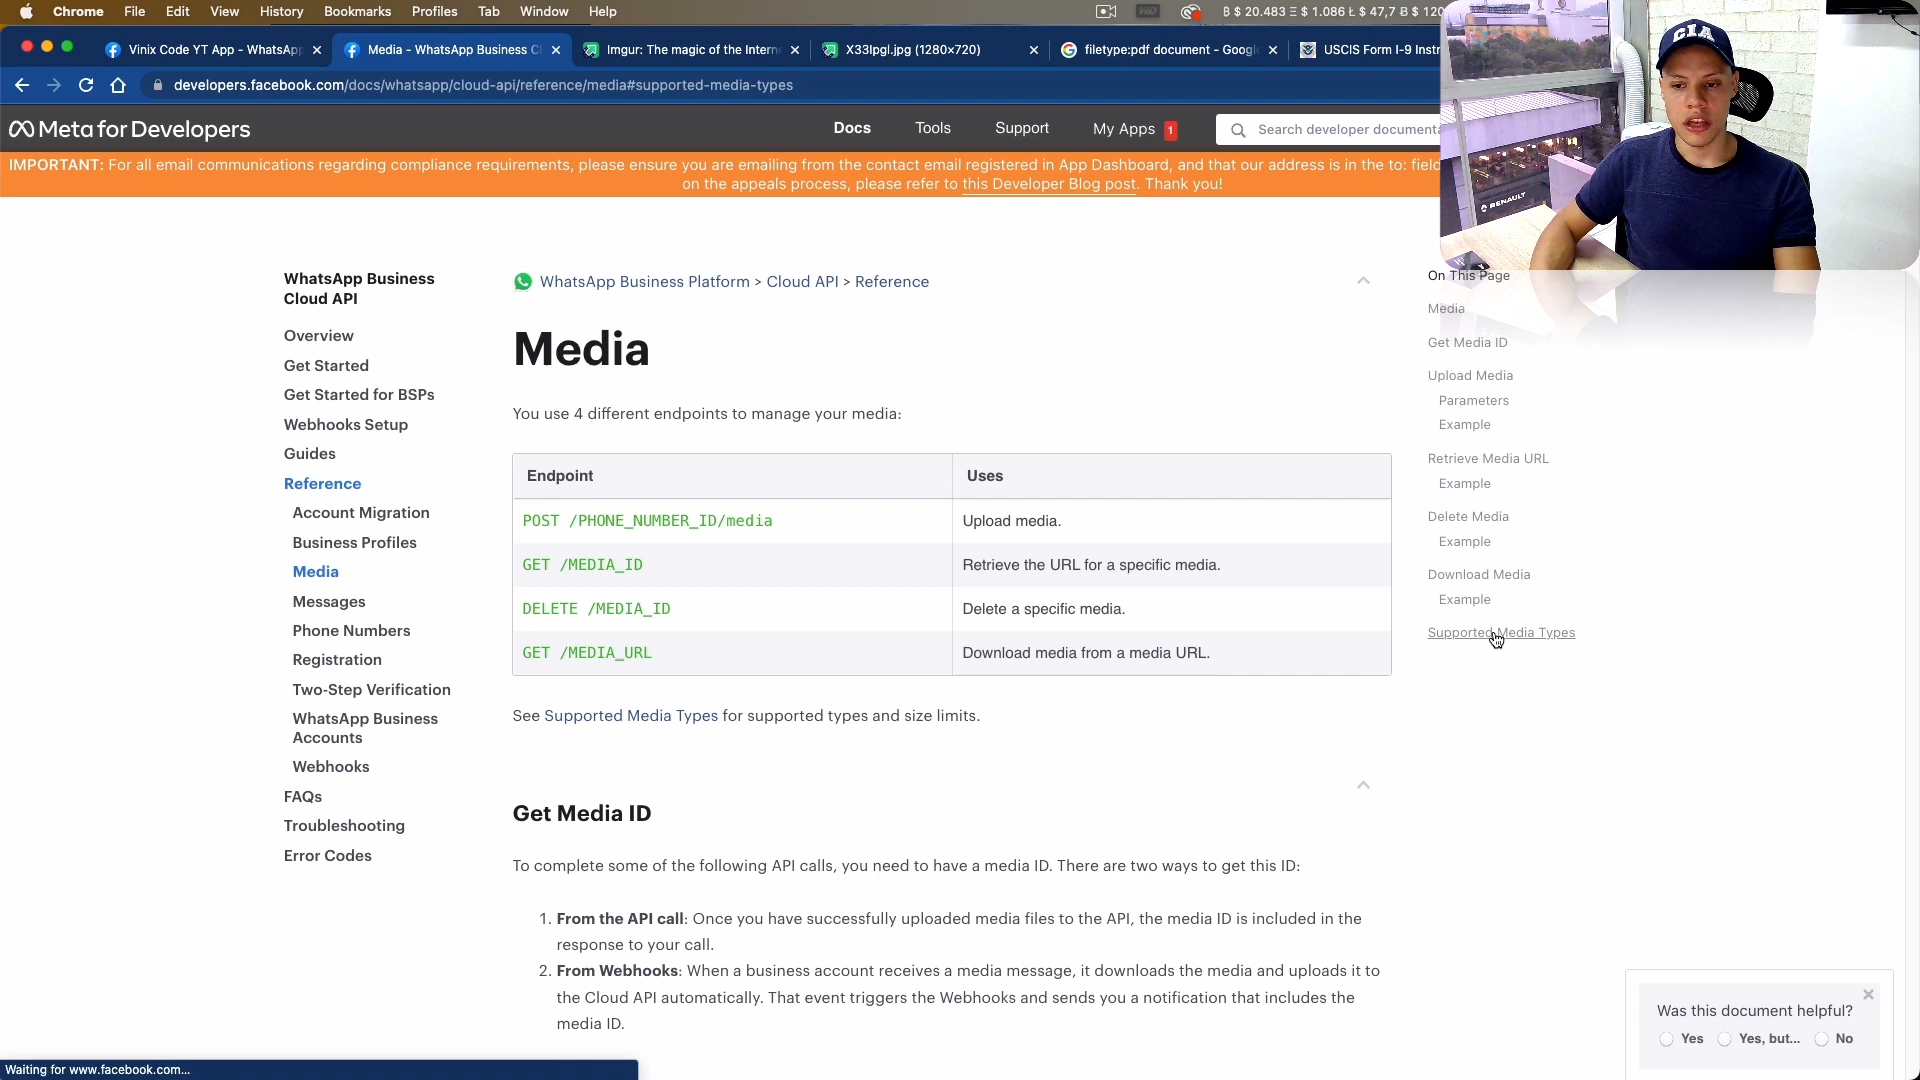 Chrome File Edit View History Bookmarks Profiles Tab Window Help
$ 20.483 Ξ $ 1.086 Ł $ 47,7 Ƀ $ 120
Vinix Code YT App - WhatsApp
Media - WhatsApp Business C
Imgur: The magic of the Intern
X33Ipgl.jpg (1280×720)
filetype:pdf document - Google
USCIS Form I-9 Instr
developers.facebook.com/docs/whatsapp/cloud-api/reference/media#supported-media-types
Meta for Developers
Docs
Tools
Support
My Apps 1
Search developer documenta
IMPORTANT: For all email communications regarding compliance requirements, please ensure you are emailing from the contact email registered in App Dashboard, and that our address is in the to: field
on the appeals process, please refer to this Developer Blog post. Thank you!
CIA
RENAULT
WhatsApp Business
Cloud API
Overview
Get Started
Get Started for BSPs
Webhooks Setup
Guides
Reference
Account Migration
Business Profiles
Media
Messages
Phone Numbers
Registration
Two-Step Verification
WhatsApp Business
Accounts
Webhooks
FAQs
Troubleshooting
Error Codes
WhatsApp Business Platform > Cloud API > Reference
Media
You use 4 different endpoints to manage your media:
Endpoint Uses
POST /PHONE_NUMBER_ID/media Upload media.
GET /MEDIA_ID Retrieve the URL for a specific media.
DELETE /MEDIA_ID Delete a specific media.
GET /MEDIA_URL Download media from a media URL.
See Supported Media Types for supported types and size limits.
Get Media ID
To complete some of the following API calls, you need to have a media ID. There are two ways to get this ID:
1. From the API call: Once you have successfully uploaded media files to the API, the media ID is included in the
response to your call.
2. From Webhooks: When a business account receives a media message, it downloads the media and uploads it to
the Cloud API automatically. That event triggers the Webhooks and sends you a notification that includes the
media ID.
On This Page
Media
Get Media ID
Upload Media
Parameters
Example
Retrieve Media URL
Example
Delete Media
Example
Download Media
Example
Supported Media Types
Was this document helpful?
Yes Yes, but... No
Waiting for www.facebook.com...